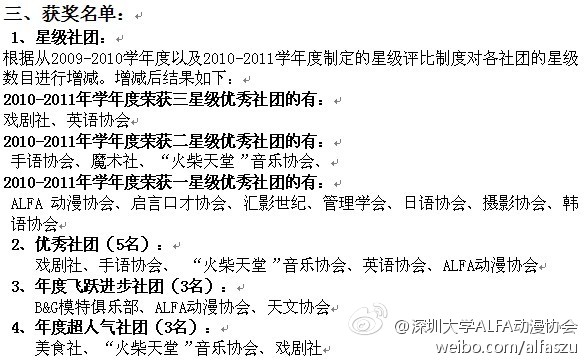 三、获奖名单：
1、星级社团：
根据从2009-2010学年度以及2010-2011学年度制定的星级评比制度对各社团的星级
数目进行增减。增减后结果如下：
2010-2011年学年度荣获三星级优秀社团的有：
戏剧社、英语协会
2010-2011年学年度荣获二星级优秀社团的有：
手语协会、魔术社、“火柴天堂”音乐协会、
2010-2011年学年度荣获一星级优秀社团的有：
ALFA 动漫协会、启言口才协会、汇影世纪、管理学会、日语协会、摄影协会、韩
语协会
2、优秀社团（5名）：
戏剧社、手语协会、“火柴天堂”音乐协会、英语协会、ALFA动漫协会
3、年度飞跃进步社团（3名）：
B&G模特俱乐部、ALFA动漫协会、天文协会
4、年度超人气社团（3名）：
美食社、“火柴天堂”音乐协会、戏剧社
@深圳大学ALFA动漫协会
weibo.com/alfaszu